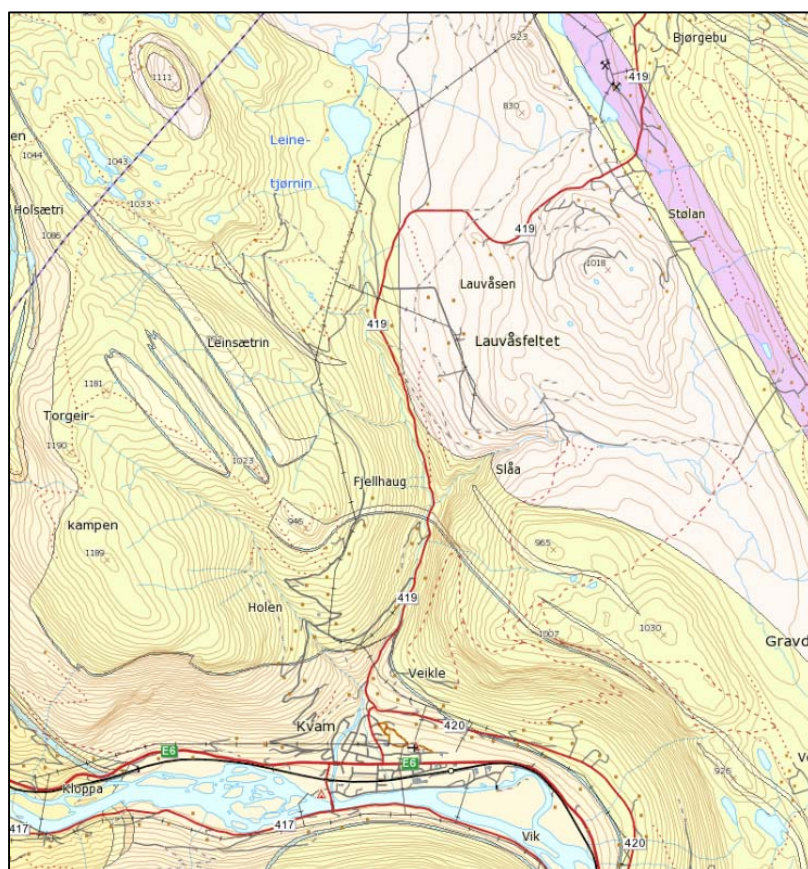 923
Bjørgebu
419
1111
830
en
1044
Leine-
1043
tjørnin
Holsætri
1033
Stølan
1086
419
1018
Lauvåsen
419
Leinsætrin
Lauvåsfeltet
1181
Torgeir-
1190
1023
Slåa
Fjellhaug
kampen
946
965
1189
Holen
419
1030
1007
Gravd
Veikle
Kvam
420
E6
E6
926
Kloppa
417
417
Vik
420